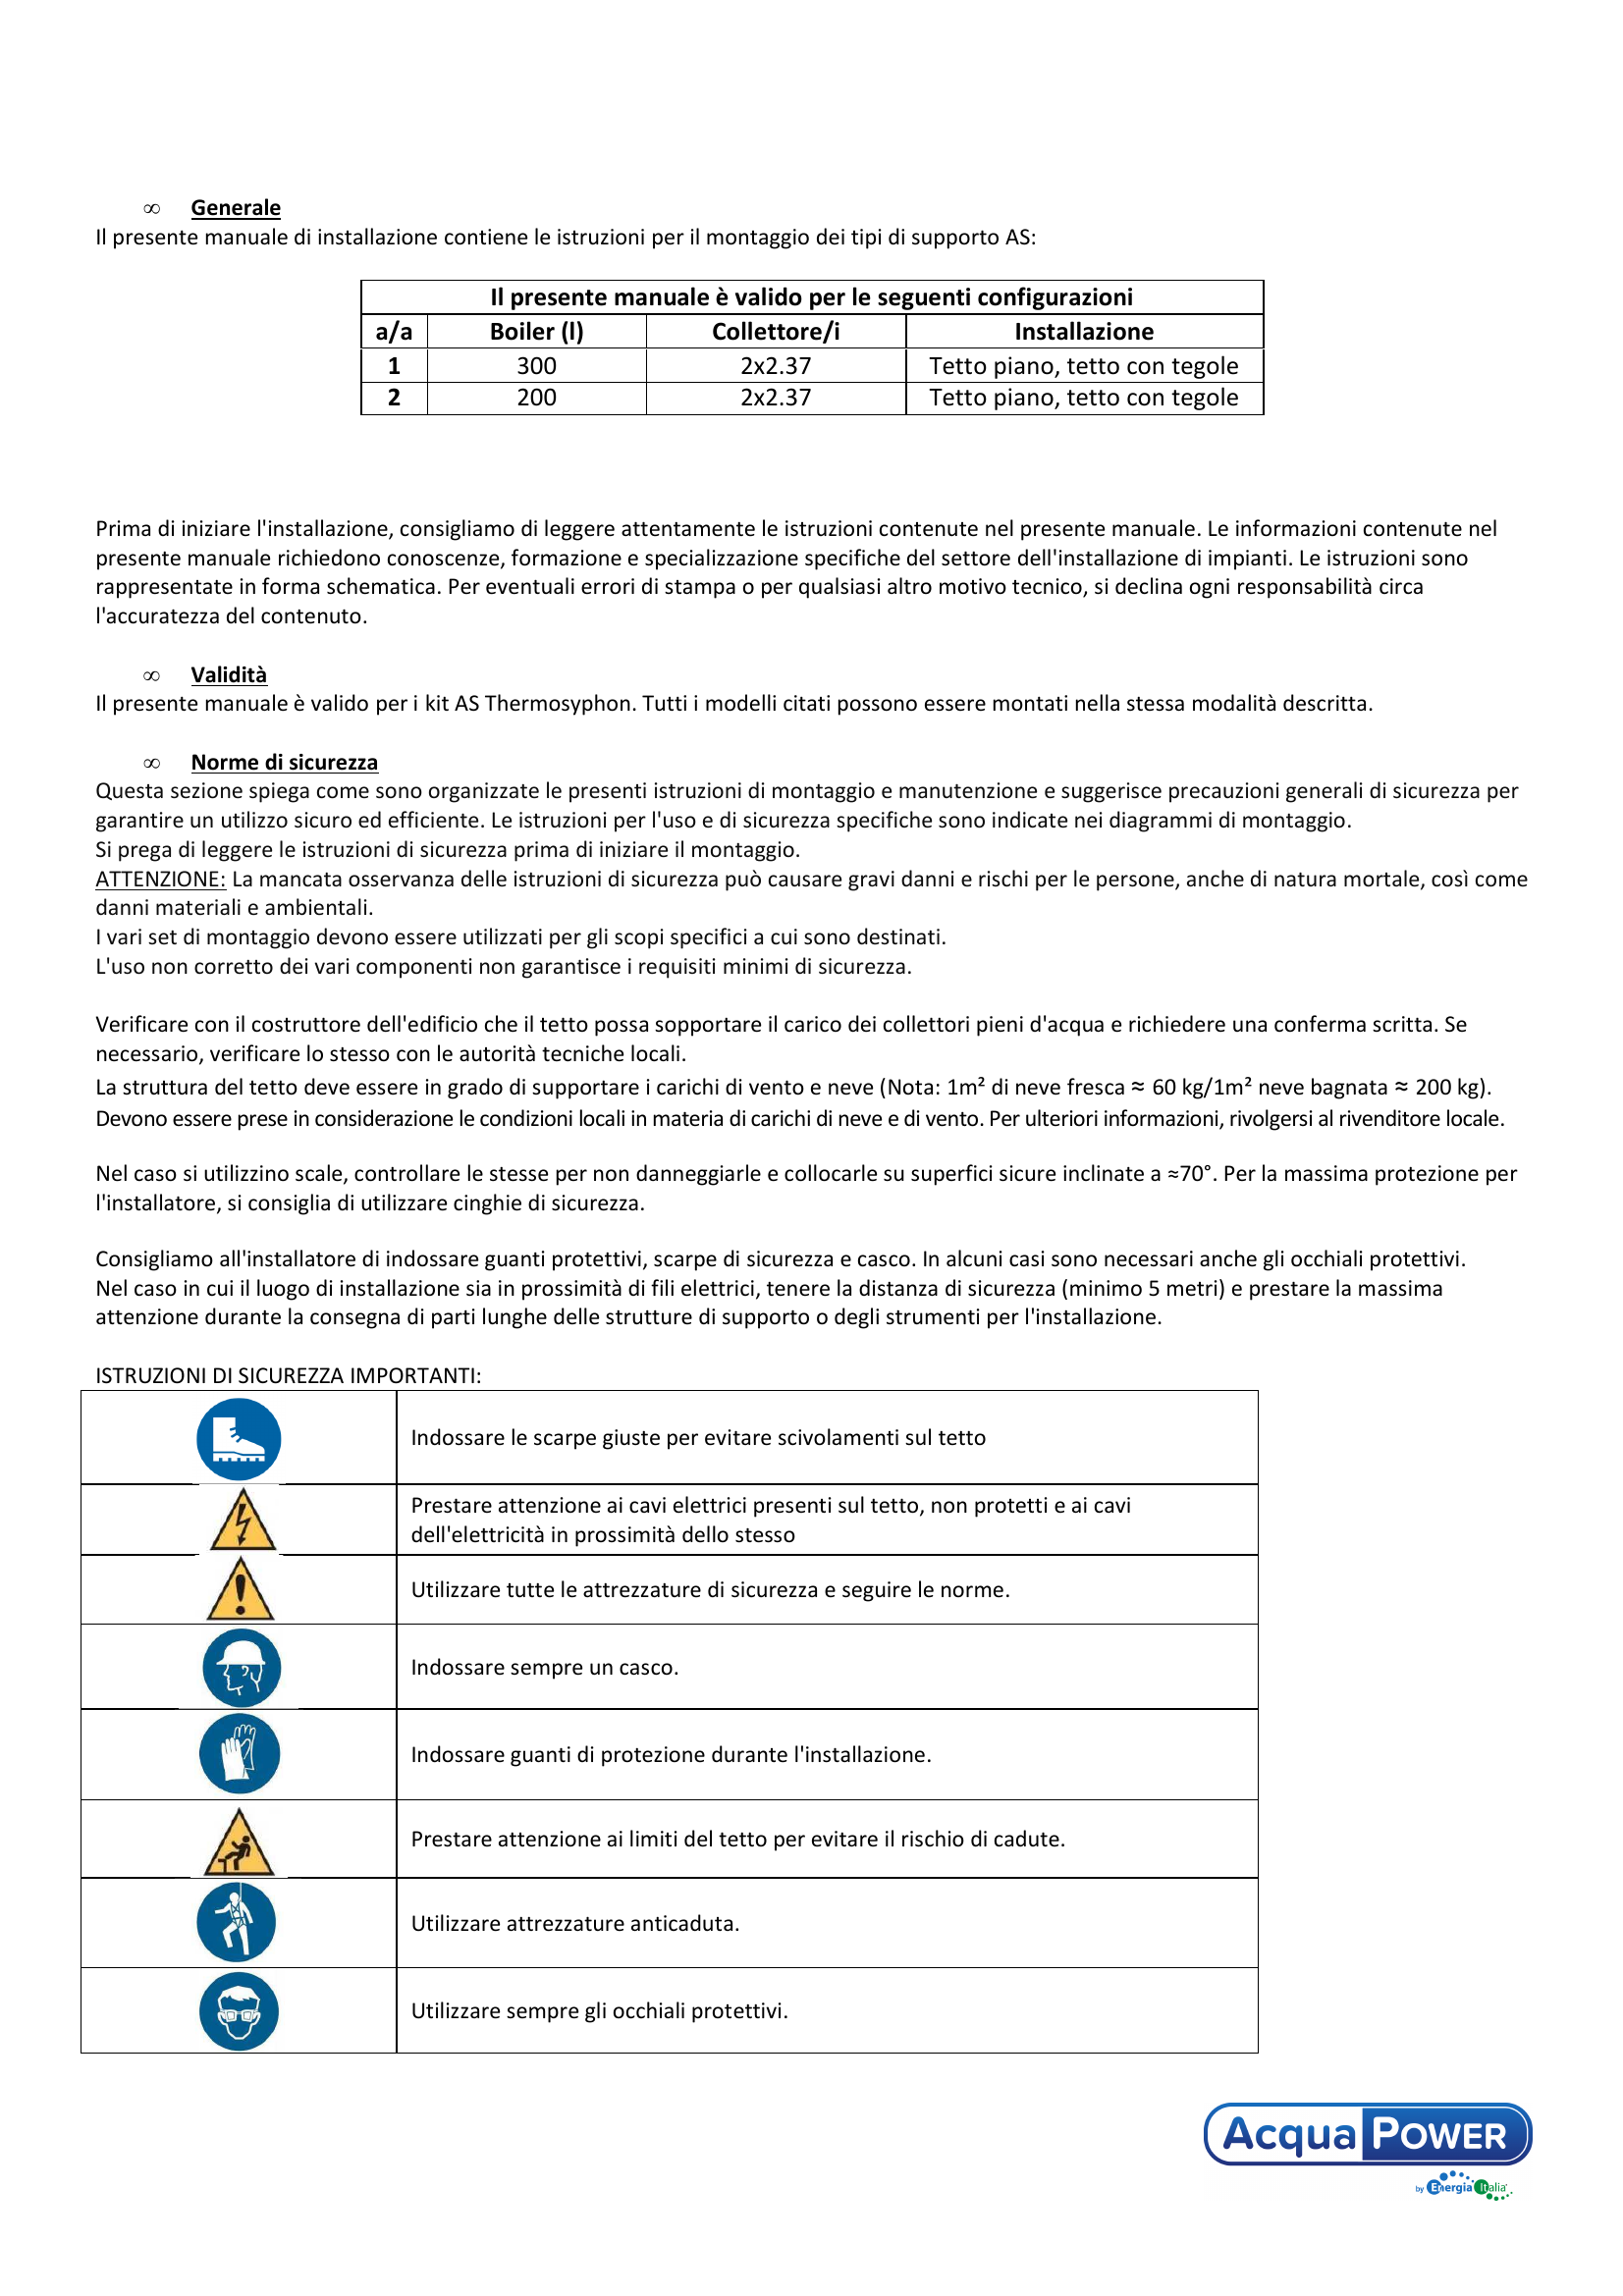 ∞ Generale
Il presente manuale di installazione contiene le istruzioni per il montaggio dei tipi di supporto AS:
Il presente manuale è valido per le seguenti configurazioni
a/a Boiler (l) Collettore/i Installazione
1 300 2x2.37 Tetto piano, tetto con tegole
2 200 2x2.37 Tetto piano, tetto con tegole
Prima di iniziare l'installazione, consigliamo di leggere attentamente le istruzioni contenute nel presente manuale. Le informazioni contenute nel
presente manuale richiedono conoscenze, formazione e specializzazione specifiche del settore dell'installazione di impianti. Le istruzioni sono
rappresentate in forma schematica. Per eventuali errori di stampa o per qualsiasi altro motivo tecnico, si declina ogni responsabilità circa
l'accuratezza del contenuto.
∞ Validità
Il presente manuale è valido per i kit AS Thermosyphon. Tutti i modelli citati possono essere montati nella stessa modalità descritta.
∞ Norme di sicurezza
Questa sezione spiega come sono organizzate le presenti istruzioni di montaggio e manutenzione e suggerisce precauzioni generali di sicurezza per
garantire un utilizzo sicuro ed efficiente. Le istruzioni per l'uso e di sicurezza specifiche sono indicate nei diagrammi di montaggio.
Si prega di leggere le istruzioni di sicurezza prima di iniziare il montaggio.
ATTENZIONE: La mancata osservanza delle istruzioni di sicurezza può causare gravi danni e rischi per le persone, anche di natura mortale, così come
danni materiali e ambientali.
I vari set di montaggio devono essere utilizzati per gli scopi specifici a cui sono destinati.
L'uso non corretto dei vari componenti non garantisce i requisiti minimi di sicurezza.
Verificare con il costruttore dell'edificio che il tetto possa sopportare il carico dei collettori pieni d'acqua e richiedere una conferma scritta. Se
necessario, verificare lo stesso con le autorità tecniche locali.
La struttura del tetto deve essere in grado di supportare i carichi di vento e neve (Nota: 1m² di neve fresca ≈ 60 kg/1m² neve bagnata ≈ 200 kg).
Devono essere prese in considerazione le condizioni locali in materia di carichi di neve e di vento. Per ulteriori informazioni, rivolgersi al rivenditore locale.
Nel caso si utilizzino scale, controllare le stesse per non danneggiarle e collocarle su superfici sicure inclinate a ≈70°. Per la massima protezione per
l'installatore, si consiglia di utilizzare cinghie di sicurezza.
Consigliamo all'installatore di indossare guanti protettivi, scarpe di sicurezza e casco. In alcuni casi sono necessari anche gli occhiali protettivi.
Nel caso in cui il luogo di installazione sia in prossimità di fili elettrici, tenere la distanza di sicurezza (minimo 5 metri) e prestare la massima
attenzione durante la consegna di parti lunghe delle strutture di supporto o degli strumenti per l'installazione.
ISTRUZIONI DI SICUREZZA IMPORTANTI:
Indossare le scarpe giuste per evitare scivolamenti sul tetto
Prestare attenzione ai cavi elettrici presenti sul tetto, non protetti e ai cavi
dell'elettricità in prossimità dello stesso
Utilizzare tutte le attrezzature di sicurezza e seguire le norme.
Indossare sempre un casco.
Indossare guanti di protezione durante l'installazione.
Prestare attenzione ai limiti del tetto per evitare il rischio di cadute.
Utilizzare attrezzature anticaduta.
Utilizzare sempre gli occhiali protettivi.
Acqua POWER
by Energia Italia